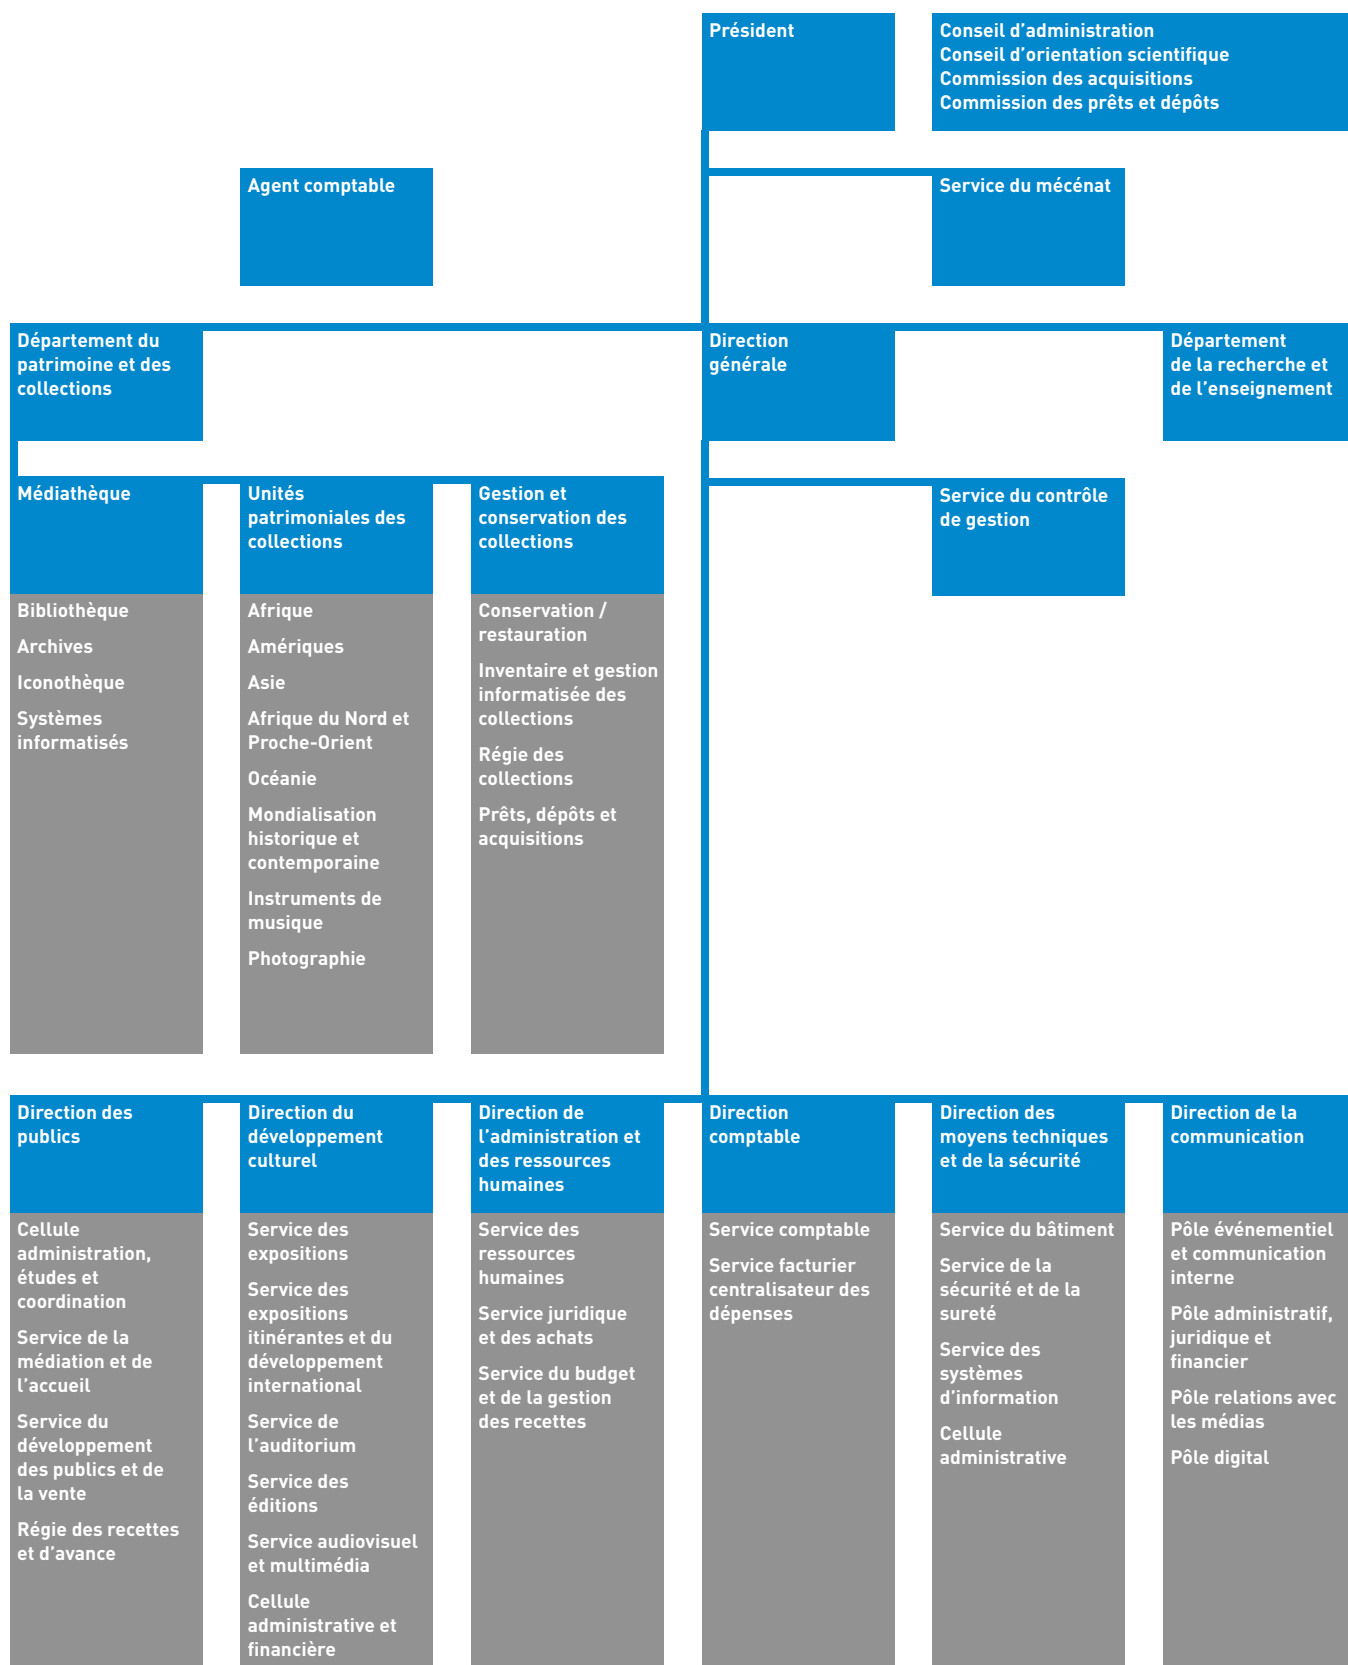 Président
Conseil d’administration
Conseil d’orientation scientifique
Commission des acquisitions
Commission des prêts et dépôts
Agent comptable
Service du mécénat
Département du
patrimoine et des
collections
Direction
générale
Département
de la recherche et
de l’enseignement
Médiathèque
Unités
patrimoniales des
collections
Gestion et
conservation des
collections
Service du contrôle
de gestion
Bibliothèque
Archives
Iconothèque
Systèmes
informatisés
Afrique
Amériques
Asie
Afrique du Nord et
Proche-Orient
Océanie
Mondialisation
historique et
contemporaine
Instruments de
musique
Photographie
Conservation /
restauration
Inventaire et gestion
informatisée des
collections
Régie des
collections
Prêts, dépôts et
acquisitions
Direction des
publics
Cellule
administration,
études et
coordination
Service de la
médiation et de
l’accueil
Service du
développement
des publics et de
la vente
Régie des recettes
et d’avance
Direction du
développement
culturel
Service des
expositions
Service des
expositions
itinérantes et du
développement
international
Service de
l’auditorium
Service des
éditions
Service audiovisuel
et multimédia
Cellule
administrative et
financière
Direction de
l’administration et
des ressources
humaines
Service des
ressources
humaines
Service juridique
et des achats
Service du budget
et de la gestion
des recettes
Direction
comptable
Service comptable
Service facturier
centralisateur des
dépenses
Direction des
moyens techniques
et de la sécurité
Service du bâtiment
Service de la
sécurité et de la
sureté
Service des
systèmes
d’information
Cellule
administrative
Direction de la
communication
Pôle événementiel
et communication
interne
Pôle administratif,
juridique et
financier
Pôle relations avec
les médias
Pôle digital